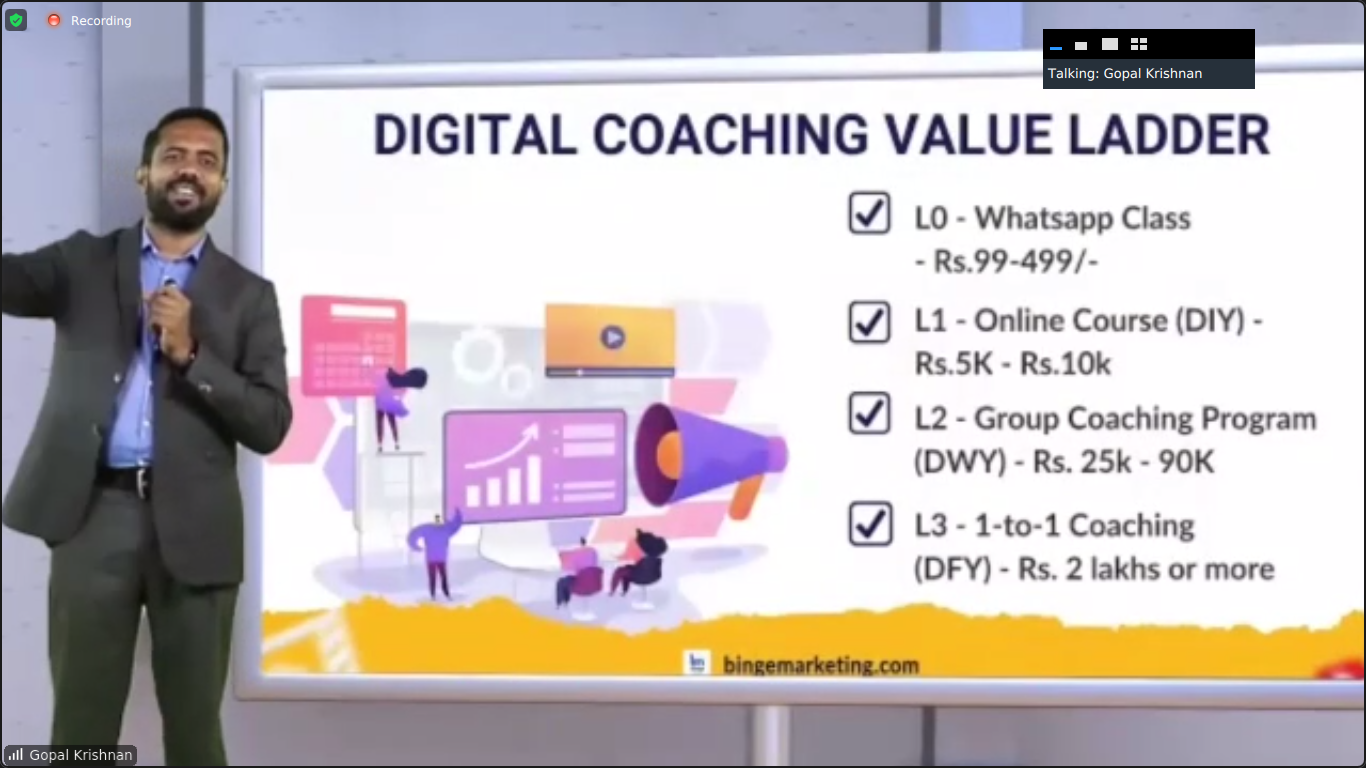 Recording
Talking: Gopal Krishnan
DIGITAL COACHING VALUE LADDER
L0 - Whatsapp Class
- Rs.99-499/-
L1 - Online Course (DIY) -
Rs.5K - Rs.10k
L2 - Group Coaching Program
(DWY) - Rs. 25k - 90K
L3 - 1-to-1 Coaching
(DFY) - Rs. 2 lakhs or more
bingemarketing.com
Gopal Krishnan